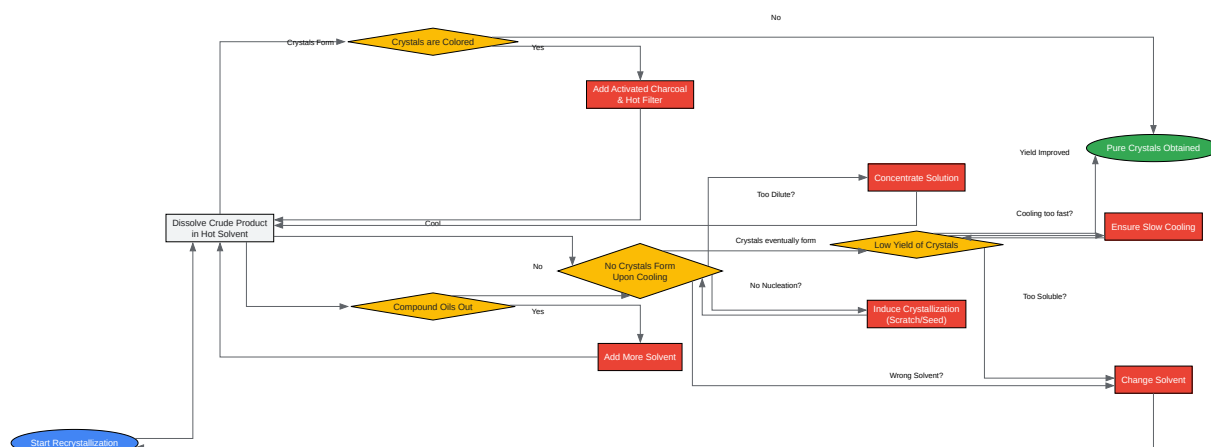 No
Crystals Form
Crystals are Colored
Yes
Add Activated Charcoal
& Hot Filter
Pure Crystals Obtained
Yield Improved
Concentrate Solution
Too Dilute?
Dissolve Crude Product
in Hot Solvent
Cool
Cooling too fast?
Ensure Slow Cooling
Crystals eventually form
Low Yield of Crystals
No
No Crystals Form
Upon Cooling
No Nucleation?
Too Soluble?
Compound Oils Out
Yes
Induce Crystallization
(Scratch/Seed)
Add More Solvent
Wrong Solvent?
Change Solvent
Start Recrystallization